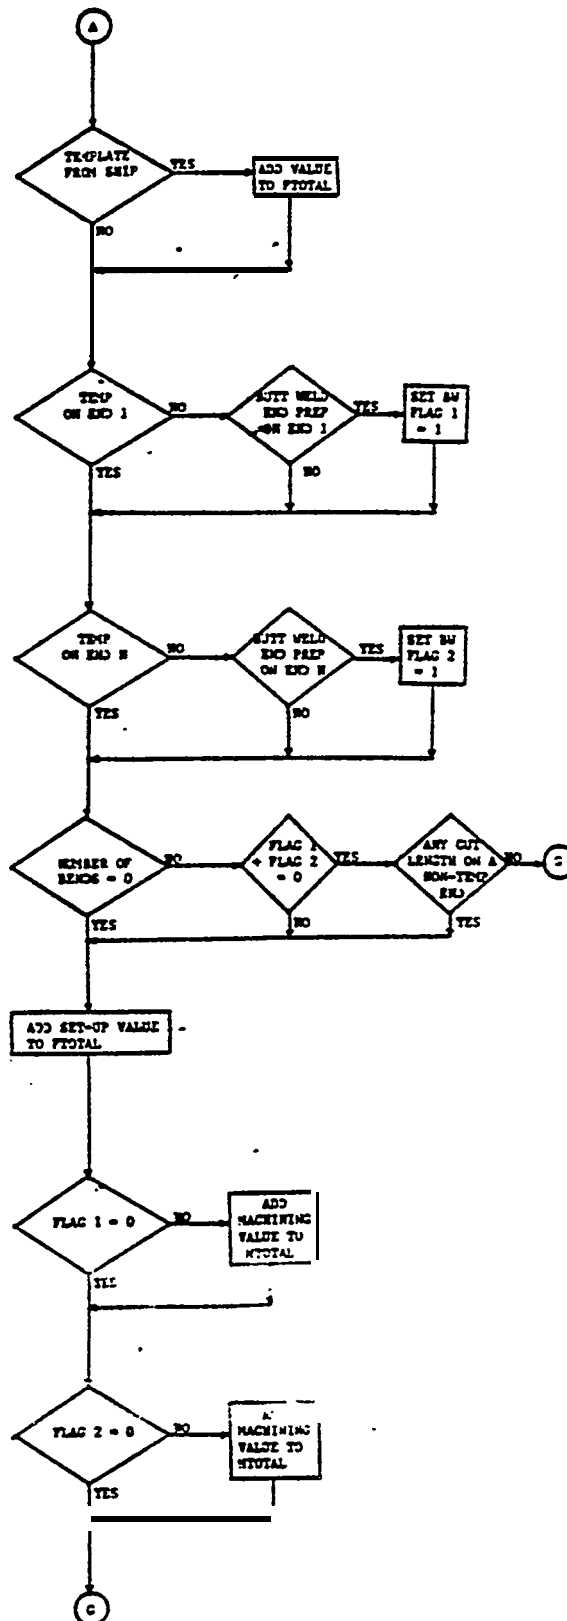 A
TEMPLATE
FROM SHIP
YES
ADD VALUE
TO FTOTAL
NO
TEMP
ON END 1
NO
BUTT WELD
END PREP
ON END 1
YES
SET BW
FLAG 1
= 1
YES
NO
TEMP
ON END N
NO
BUTT WELD
END PREP
ON END N
YES
SET BW
FLAG 2
= 1
YES
NO
NUMBER OF
BENDS = 0
NO
FLAG 1
+ FLAG 2
= 0
YES
ANY CUT
LENGTH ON A
NON-TEMP
END
NO
YES
NO
YES
ADD SET-UP VALUE
TO FTOTAL
FLAG 1 = 0
NO
ADD
MACHINING
VALUE TO
MTOTAL
YES
FLAG 2 = 0
NO
MACHINING
VALUE TO
MTOTAL
YES